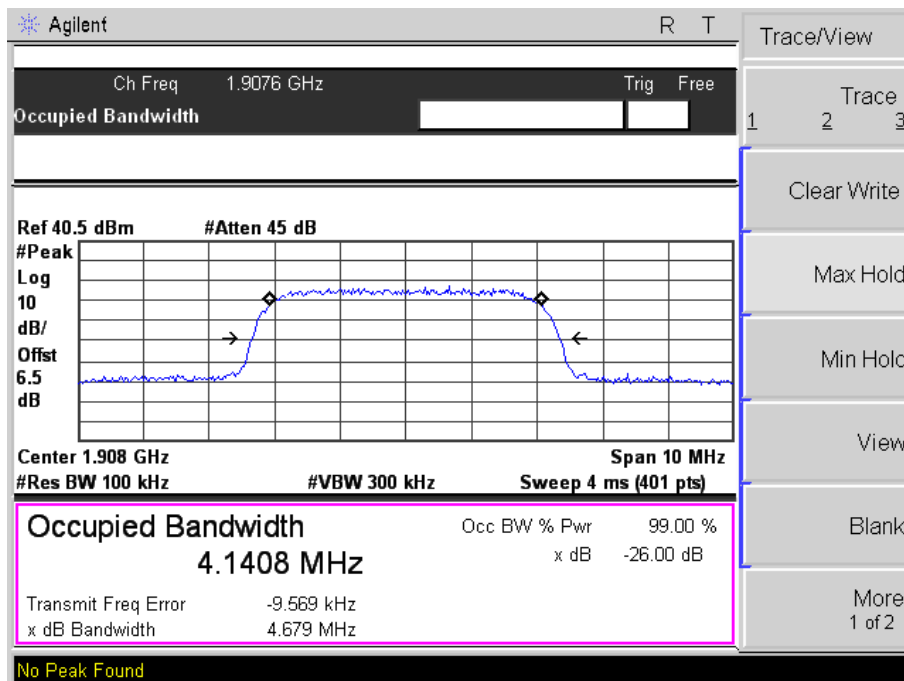 Agilent R T
Trace/View
Ch Freq 1.9076 GHz Trig Free
Occupied Bandwidth
Trace
1 2 3
Clear Write
Max Hold
Min Hold
View
Blank
More
1 of 2
Ref 40.5 dBm #Atten 45 dB
#Peak
Log
10
dB/
Offst
6.5
dB
Center 1.908 GHz Span 10 MHz
#Res BW 100 kHz #VBW 300 kHz Sweep 4 ms (401 pts)
Occupied Bandwidth Occ BW % Pwr 99.00 %
4.1408 MHz x dB -26.00 dB
Transmit Freq Error -9.569 kHz
x dB Bandwidth 4.679 MHz
No Peak Found